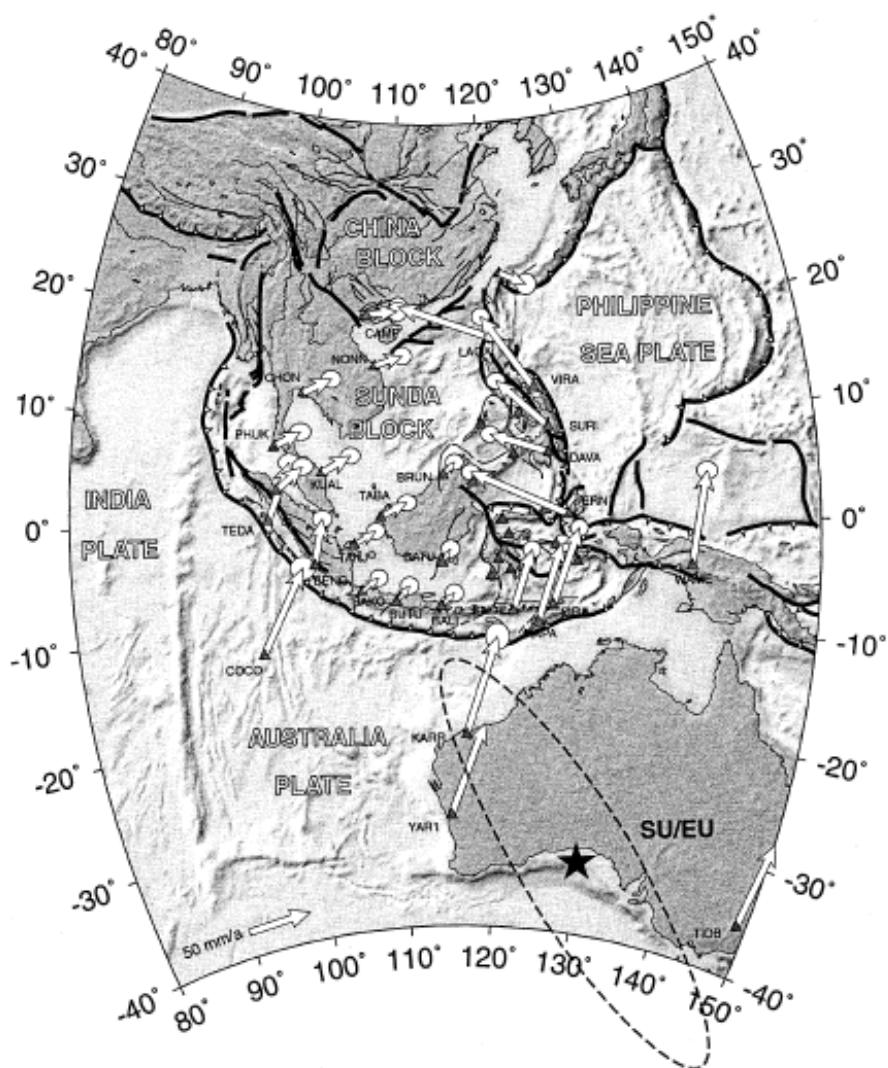 80° 90° 100° 110° 120° 130° 140° 150°
40° 40°
30° 30°
20° 20°
10° 10°
0° 0°
-10° -10°
-20° -20°
-30° -30°
-40° -40°
80° 90° 100° 110° 120° 130° 140° 150°
CHINA
BLOCK
PHILIPPINE
SEA PLATE
CAMP
NONN
VIRA
CHON
SUNDA
BLOCK
SURI
PHUK
DAVA
BRUN
KUAL
TABA
INDIA
PLATE
TEDA
BENG
BUTU
BALI
COCO
KARR
AUSTRALIA
PLATE
YAR1
SU/EU
50 mm/a
TIDB